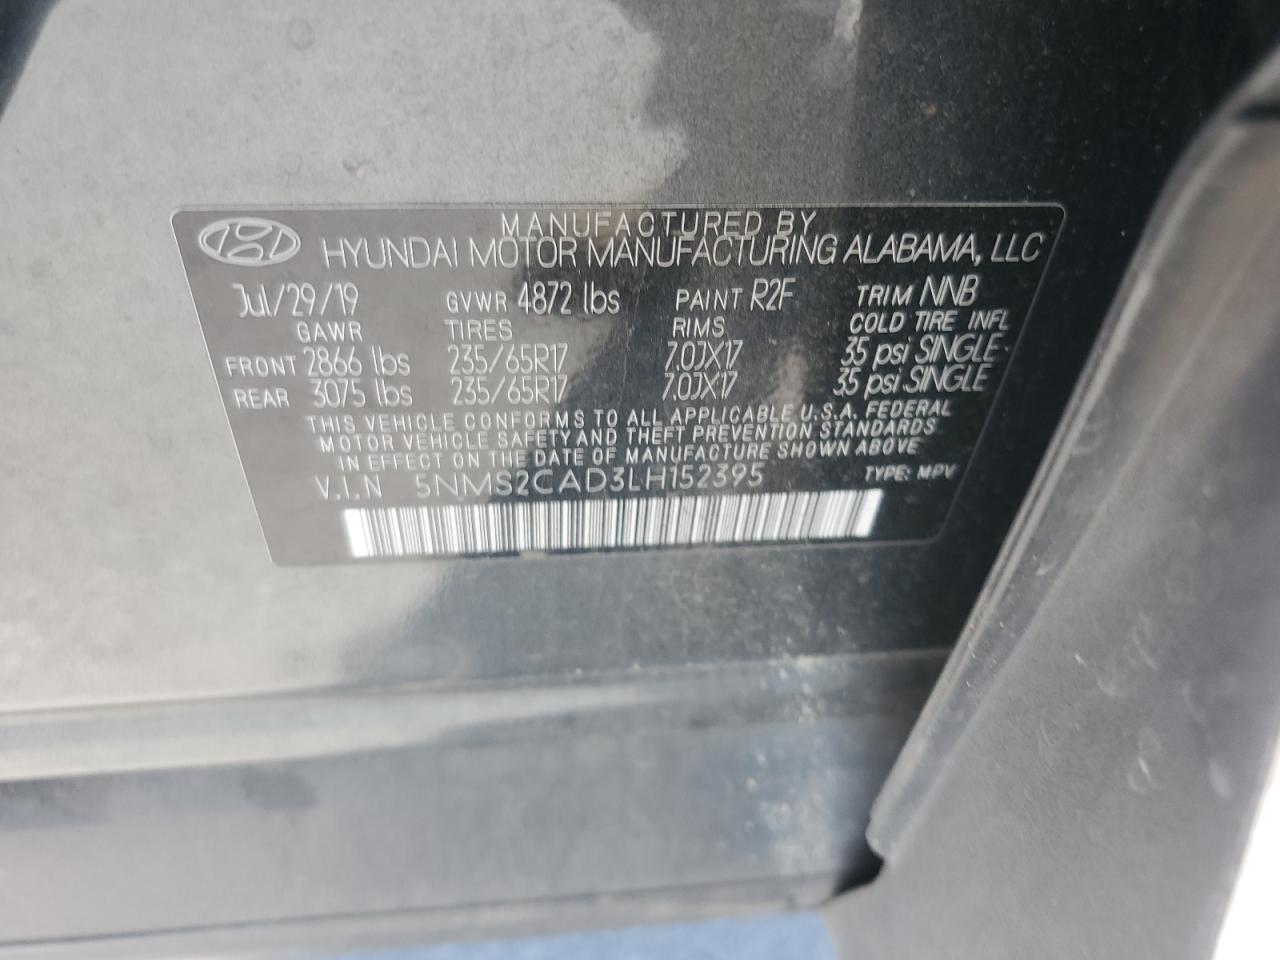 MANUFACTURED BY
HYUNDAI MOTOR MANUFACTURING ALABAMA, LLC
Jul/29/19 GVWR 4872 lbs PAINT R2F TRIM NNB
GAWR TIRES RIMS COLD TIRE INFL
FRONT 2866 lbs 235/65R17 7.0JX17 35 psi SINGLE
REAR 3075 lbs 235/65R17 7.0JX17 35 psi SINGLE
THIS VEHICLE CONFORMS TO ALL APPLICABLE U.S.A. FEDERAL
MOTOR VEHICLE SAFETY AND THEFT PREVENTION STANDARDS
IN EFFECT ON THE DATE OF MANUFACTURE SHOWN ABOVE
V.I.N 5NMS2CAD3LH152395 TYPE: MPV